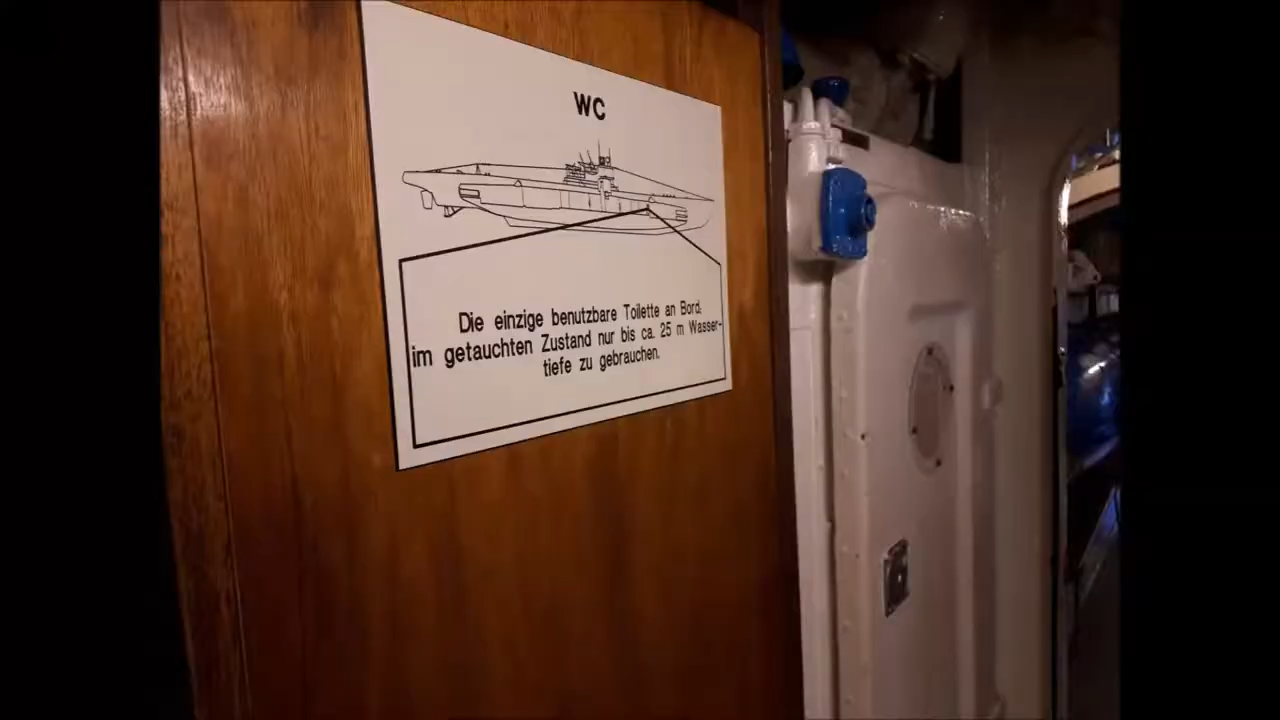 WC
Die einzige benutzbare Toilette an Bord:
im getauchten Zustand nur bis ca. 25 m Wasser-
tiefe zu gebrauchen.